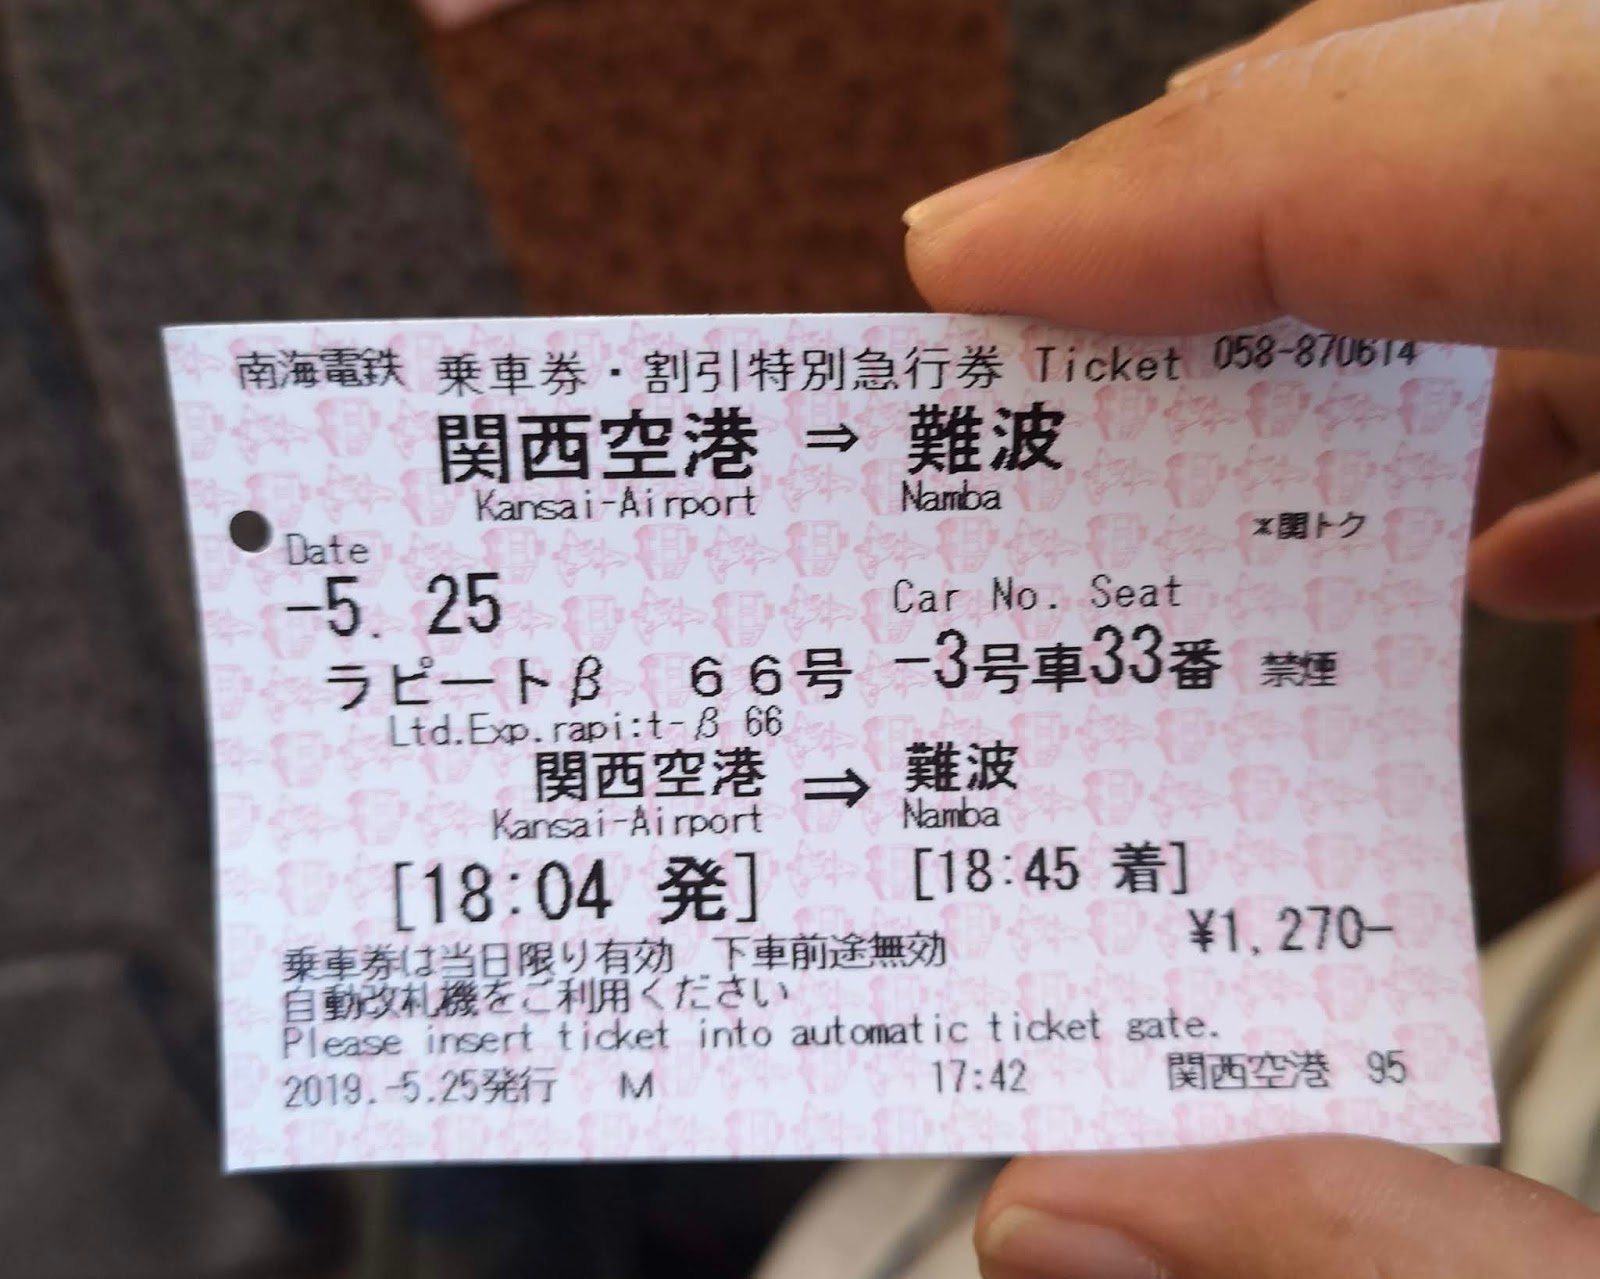 南海電鉄 乗車券・割引特別急行券 Ticket 058-870614
関西空港 ⇒ 難波
Kansai-Airport Namba
*関トク
Date
-5. 25
Car No. Seat
ラピートβ 66号 -3号車33番 禁煙
Ltd.Exp.rapi:t-β 66
関西空港 ⇒ 難波
Kansai-Airport Namba
[18:04 発] [18:45 着]
¥1,270-
乗車券は当日限り有効 下車前途無効
自動改札機をご利用ください
Please insert ticket into automatic ticket gate.
2019.-5.25発行 M 17:42 関西空港 95